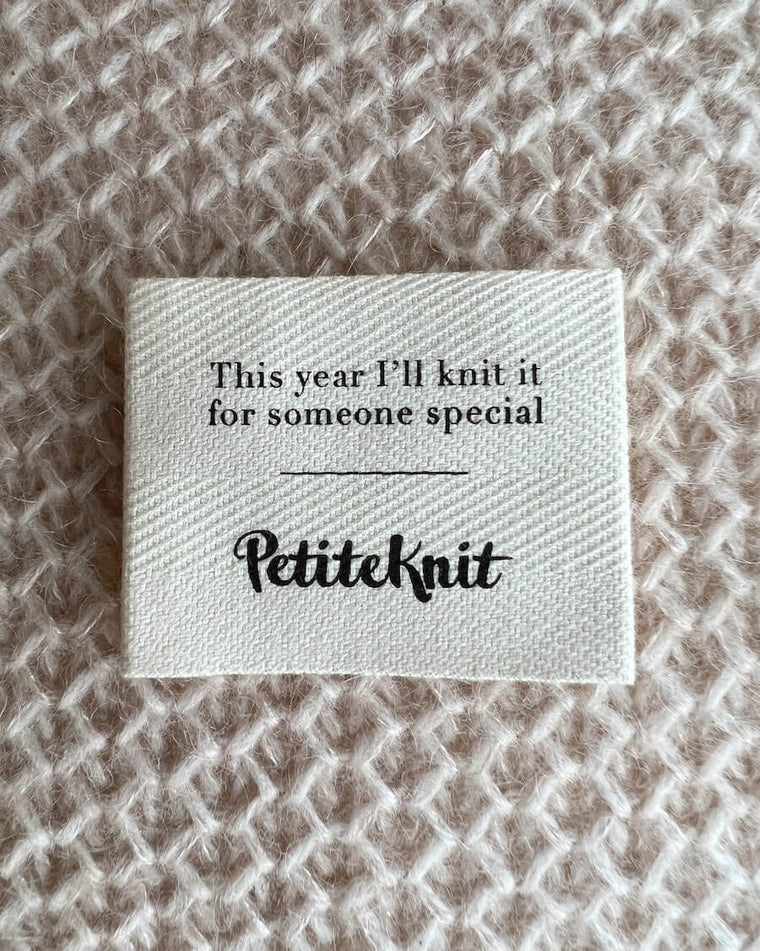 This year I'll knit it
for someone special
PetiteKnit